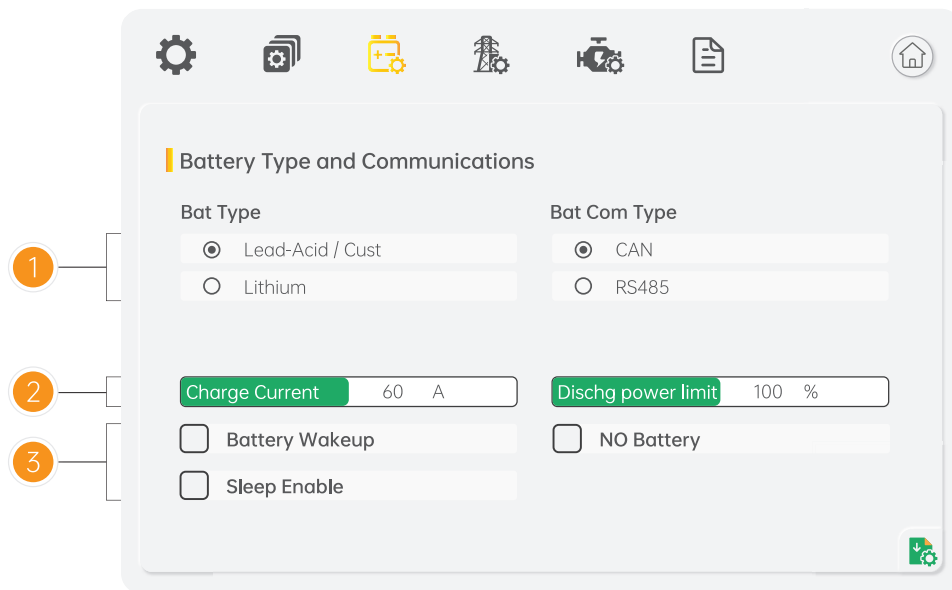 Battery Type and Communications
Bat Type
Bat Com Type
1
Lead-Acid / Cust
CAN
Lithium
RS485
2
Charge Current 60 A
Dischg power limit 100 %
3
Battery Wakeup
NO Battery
Sleep Enable